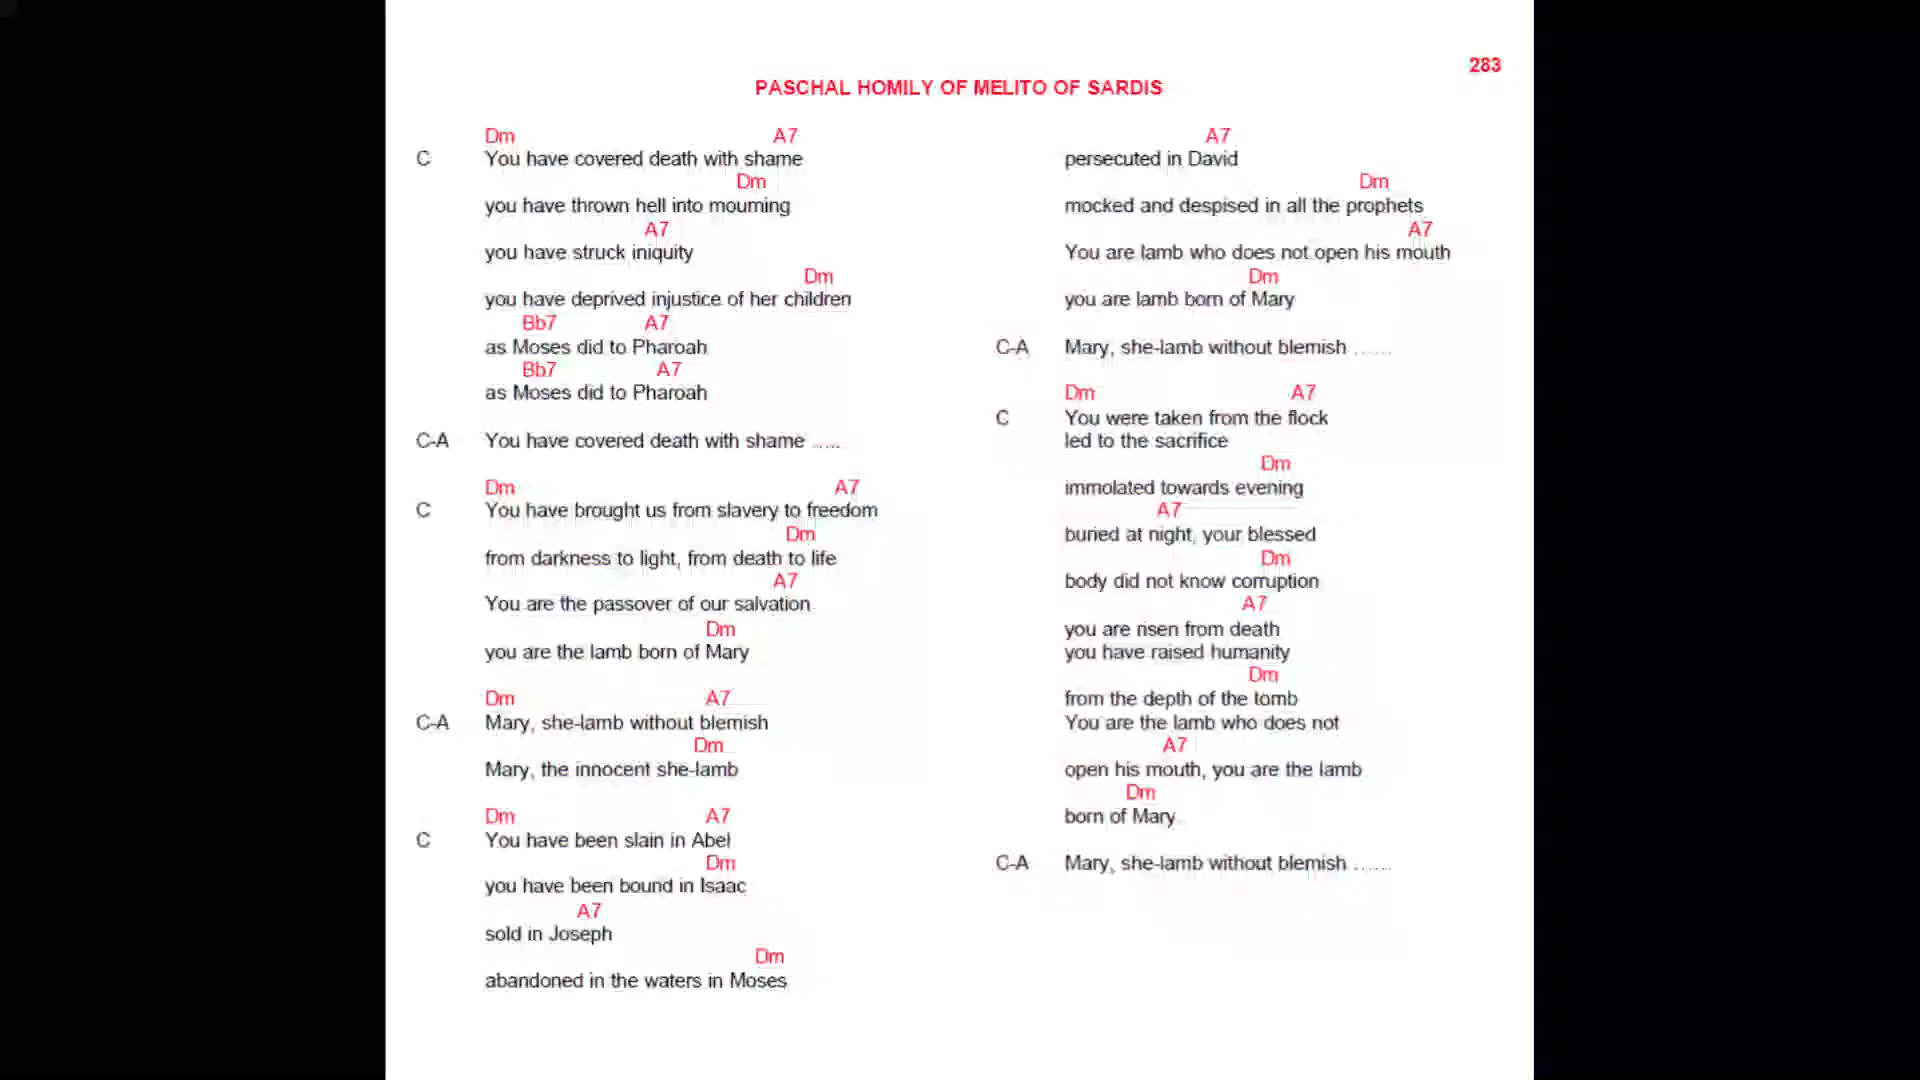 283
PASCHAL HOMILY OF MELITO OF SARDIS
Dm A7
C You have covered death with shame
Dm
you have thrown hell into mourning
A7
you have struck iniquity
Dm
you have deprived injustice of her children
Bb7 A7
as Moses did to Pharoah
Bb7 A7
as Moses did to Pharoah
C-A You have covered death with shame .....
Dm A7
C You have brought us from slavery to freedom
Dm
from darkness to light, from death to life
A7
You are the passover of our salvation
Dm
you are the lamb born of Mary
Dm A7
C-A Mary, she-lamb without blemish
Dm
Mary, the innocent she-lamb
Dm A7
C You have been slain in Abel
Dm
you have been bound in Isaac
A7
sold in Joseph
Dm
abandoned in the waters in Moses
A7
persecuted in David
Dm
mocked and despised in all the prophets
A7
You are lamb who does not open his mouth
Dm
you are lamb born of Mary
C-A Mary, she-lamb without blemish ......
Dm A7
C You were taken from the flock
led to the sacrifice
Dm
immolated towards evening
A7
buried at night, your blessed
Dm
body did not know corruption
A7
you are risen from death
you have raised humanity
Dm
from the depth of the tomb
You are the lamb who does not
A7
open his mouth, you are the lamb
Dm
born of Mary
C-A Mary, she-lamb without blemish ......